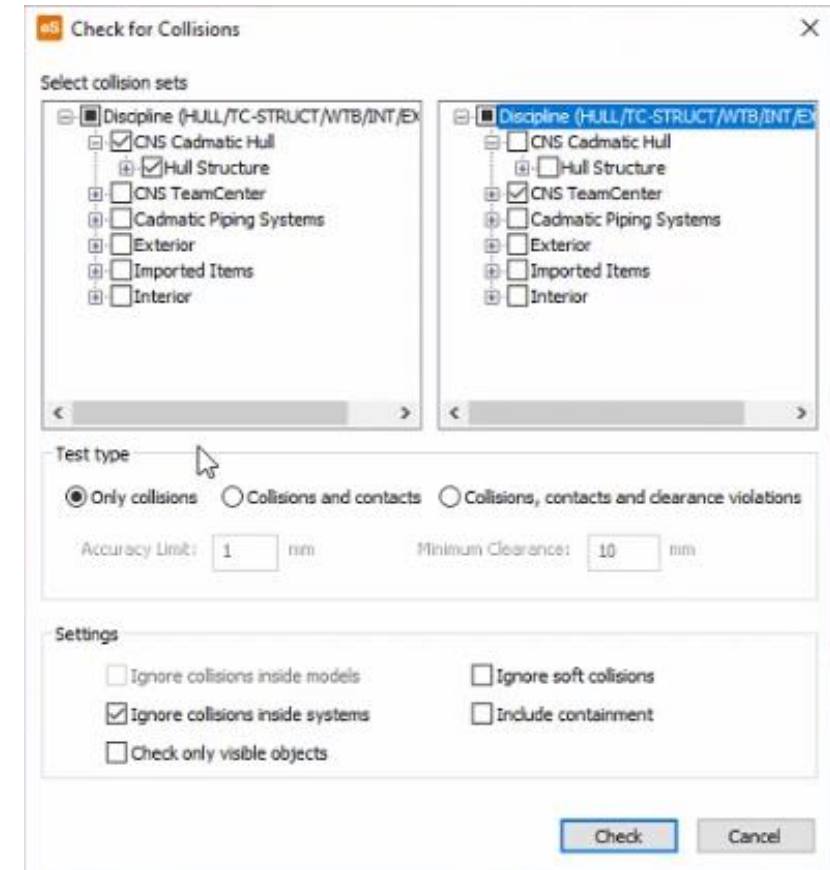 eS Check for Collisions
Select collision sets
Discipline (HULL/TC-STRUCT/WTB/INT/EX
CNS Cadmatic Hull
Hull Structure
CNS TeamCenter
Cadmatic Piping Systems
Exterior
Imported Items
Interior
Discipline (HULL/TC-STRUCT/WTB/INT/EX
CNS Cadmatic Hull
Hull Structure
CNS TeamCenter
Cadmatic Piping Systems
Exterior
Imported Items
Interior
Test type
Only collisions Collisions and contacts Collisions, contacts and clearance violations
Accuracy Limit: 1 mm Minimum Clearance: 10 mm
Settings
Ignore collisions inside models Ignore soft collisions
Ignore collisions inside systems Include containment
Check only visible objects
Check Cancel